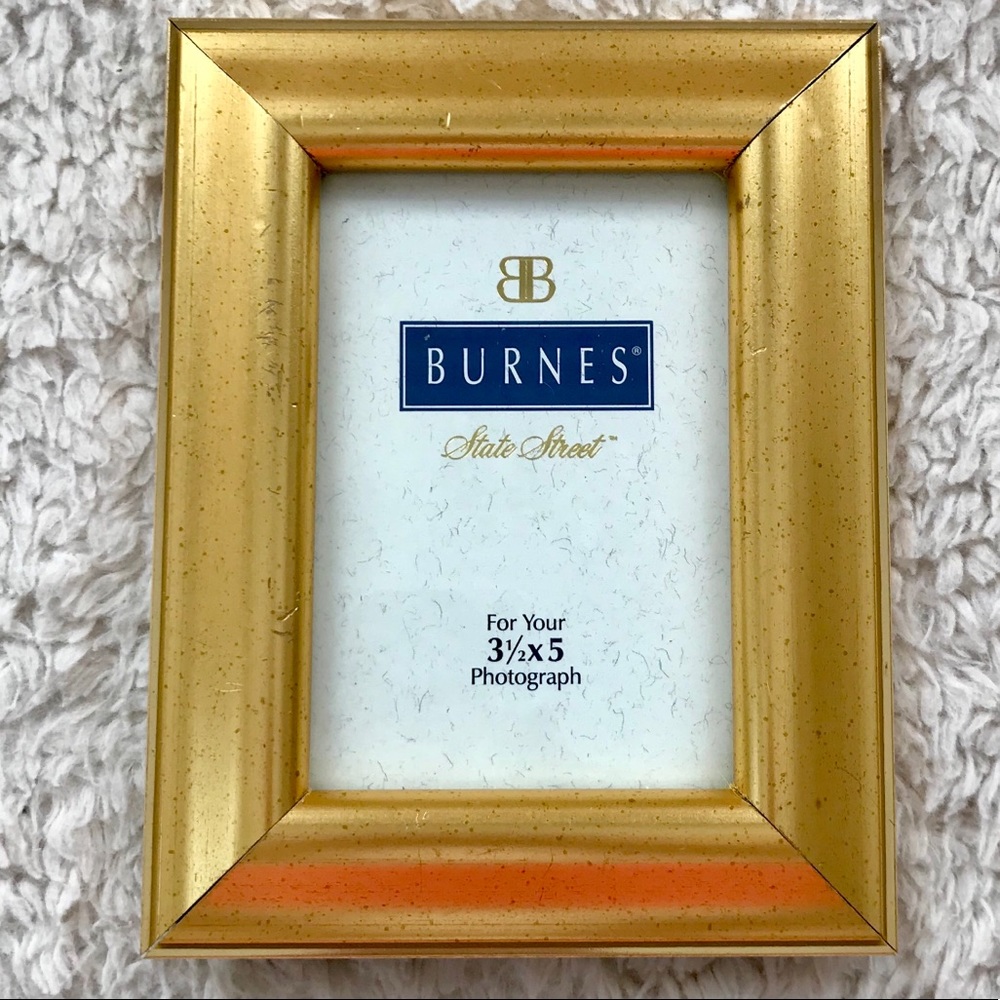 BB
BURNES®
State Street™
For Your
3½x5
Photograph